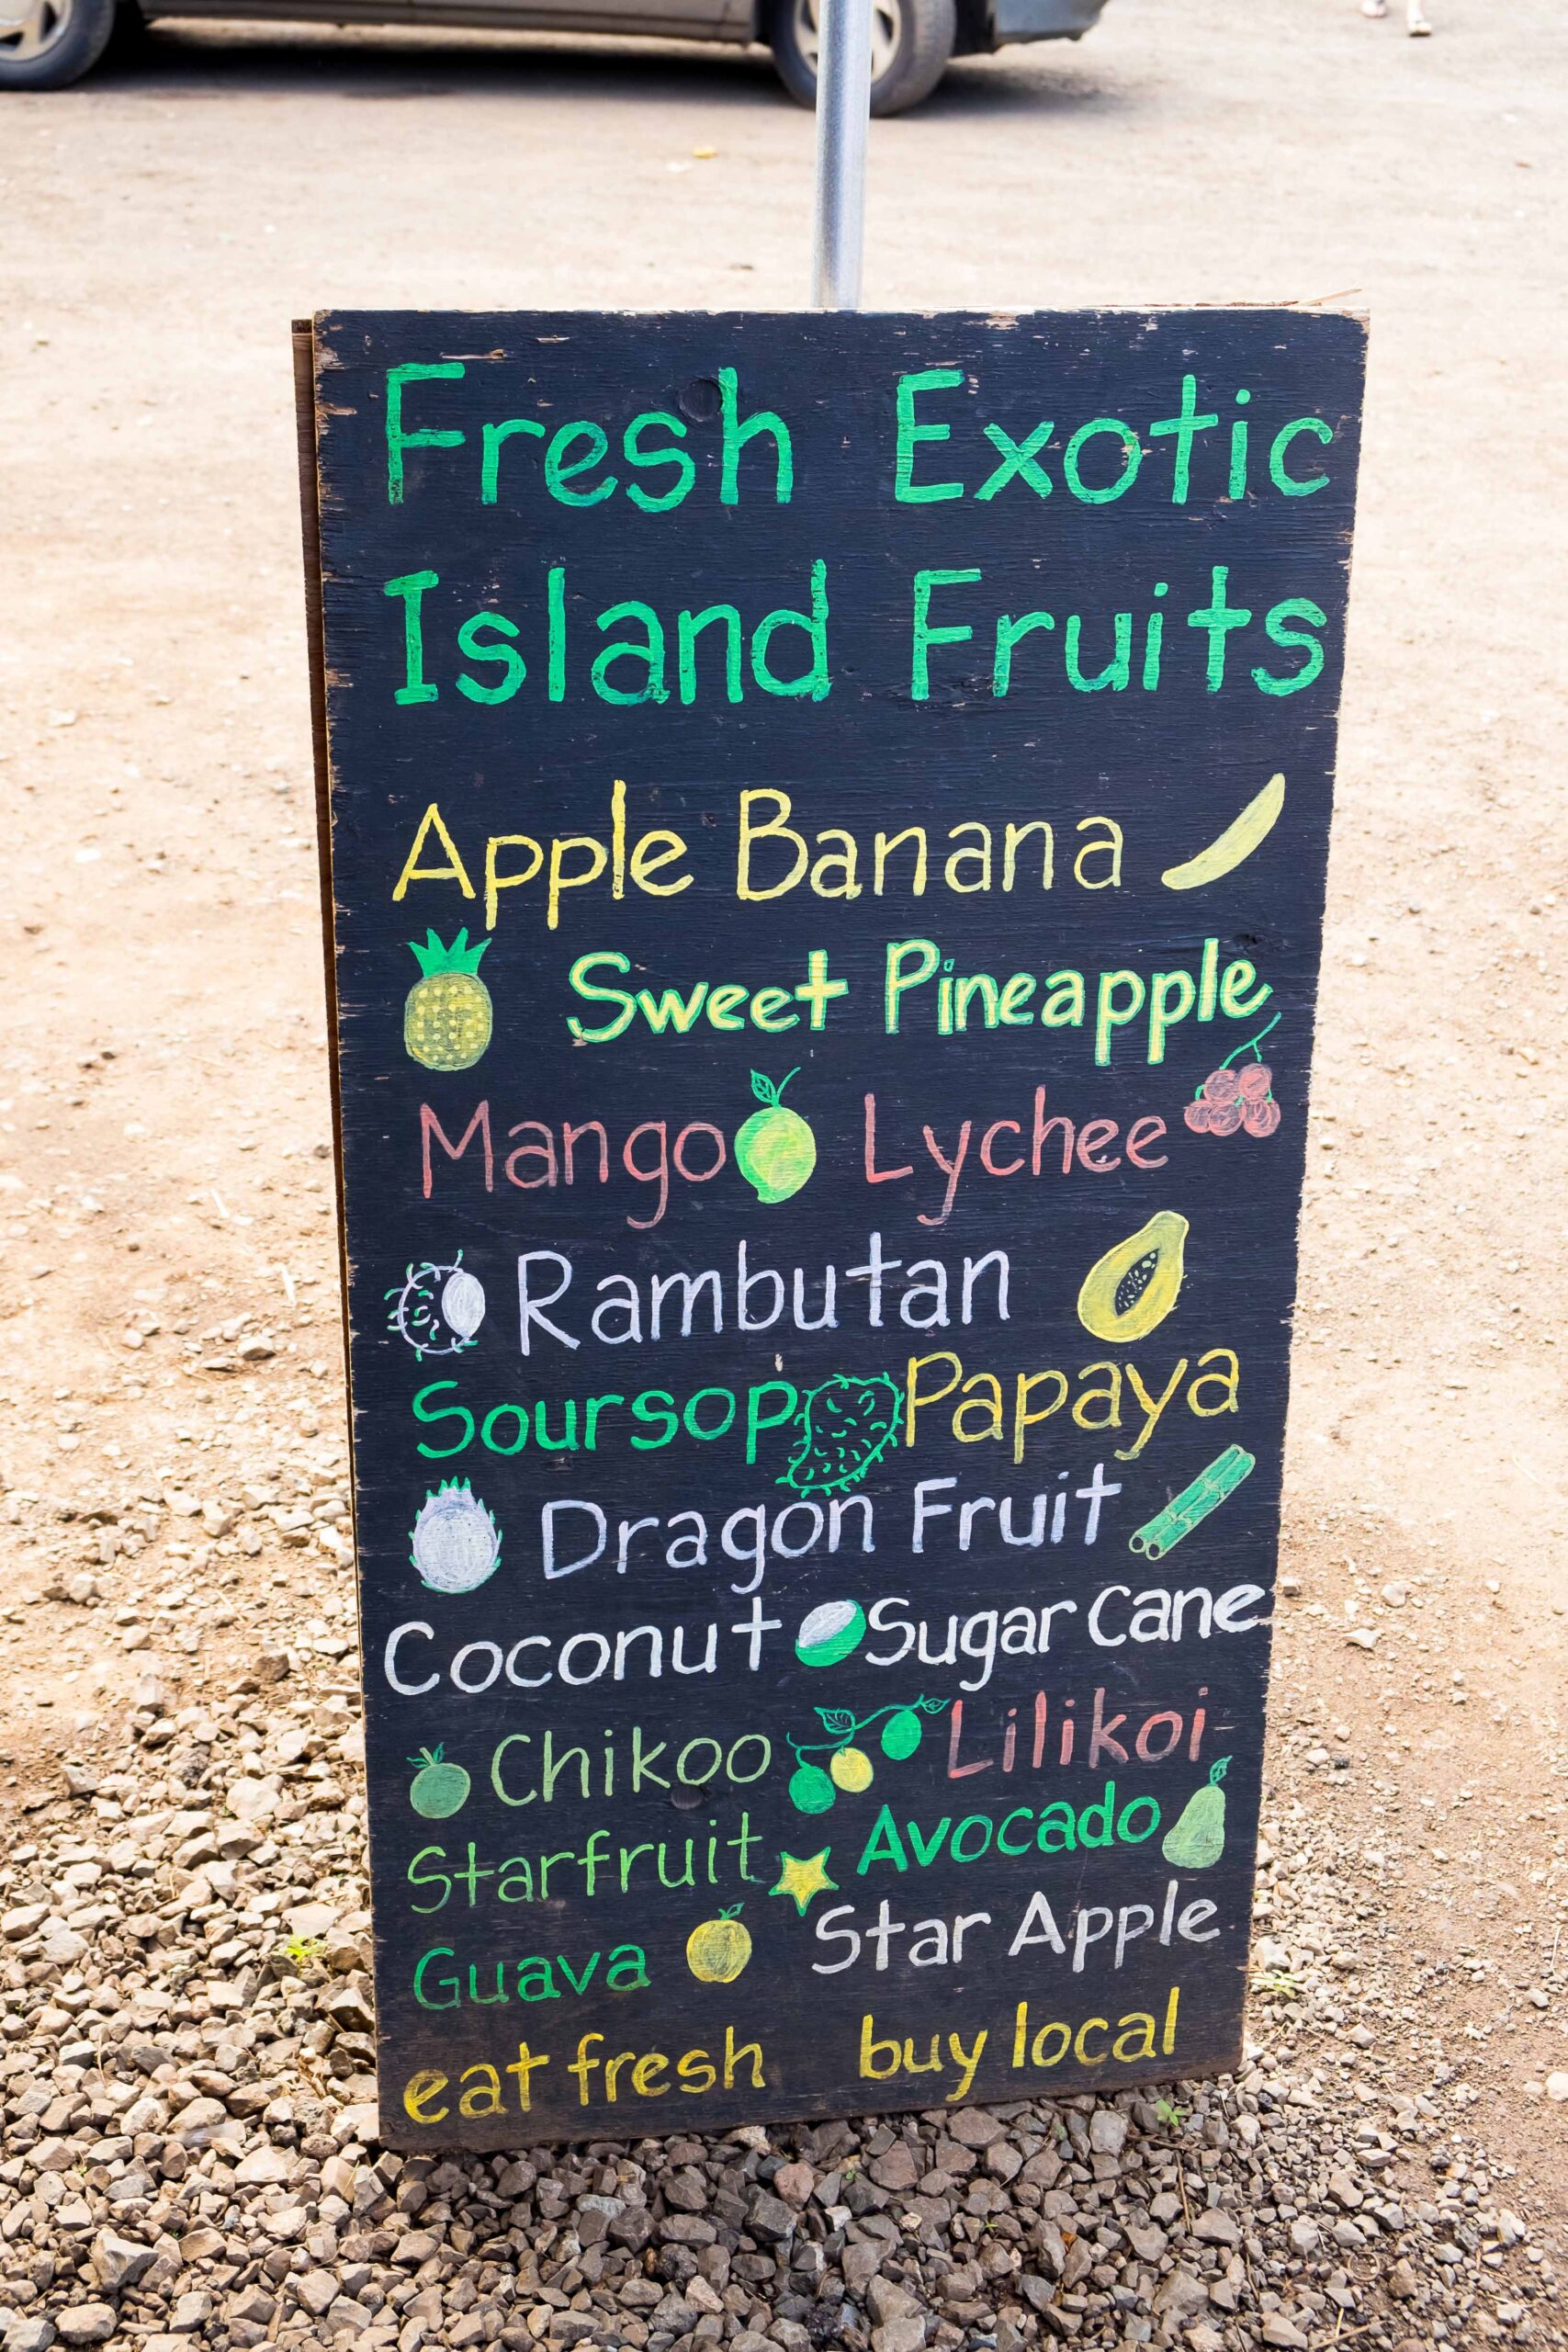 Fresh Exotic
Island Fruits
Apple Banana
Sweet Pineapple
Mango Lychee
Rambutan
Soursop Papaya
Dragon Fruit
Coconut Sugar Cane
Chikoo Lilikoi
Starfruit Avocado
Guava Star Apple
eat fresh buy local